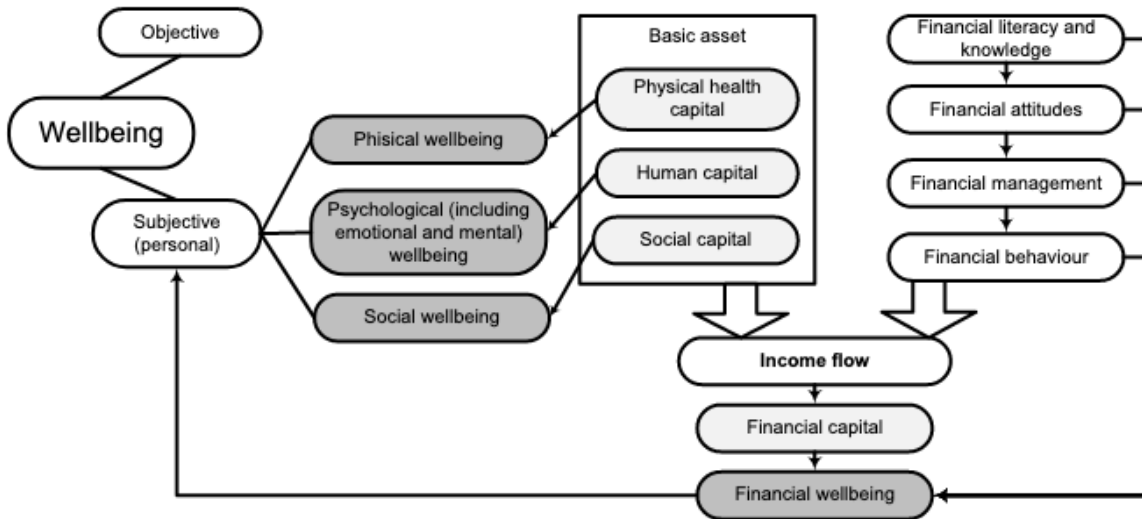 Objective
Wellbeing
Subjective
(personal)
Phisical wellbeing
Psychological (including
emotional and mental)
wellbeing
Social wellbeing
Basic asset
Physical health
capital
Human capital
Social capital
Financial literacy and
knowledge
Financial attitudes
Financial management
Financial behaviour
Income flow
Financial capital
Financial wellbeing